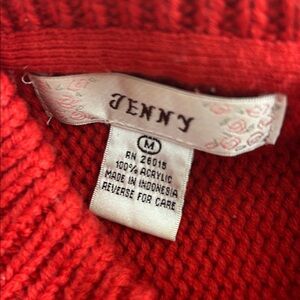 JENNY
M
RN 26015
100% ACRYLIC
MADE IN INDONESIA
REVERSE FOR CARE